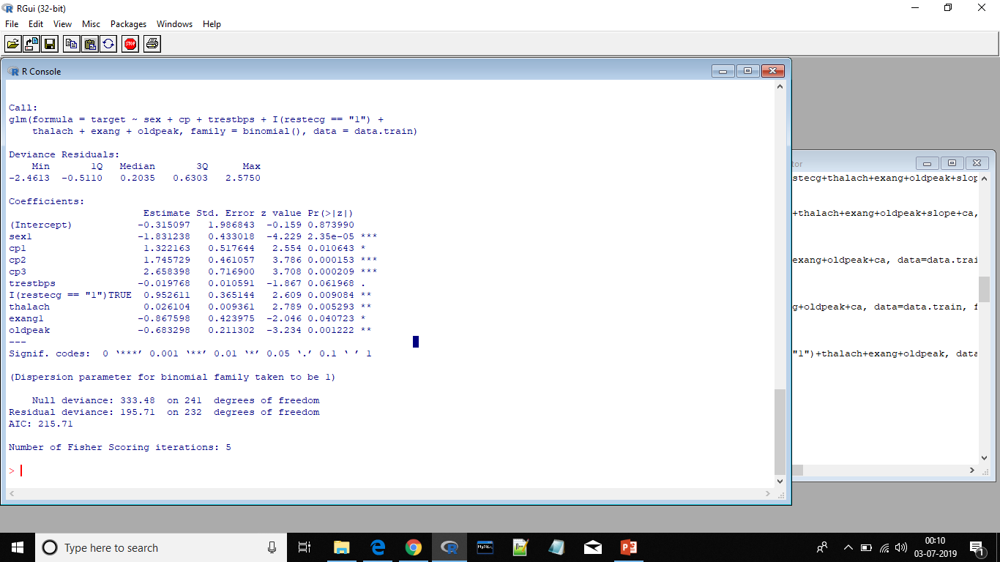 RGui (32-bit)
File Edit View Misc Packages Windows Help
STOP
R Console
Call:
glm(formula = target ~ sex + cp + trestbps + I(restecg == "1") +
    thalach + exang + oldpeak, family = binomial(), data = data.train)
Deviance Residuals:
    Min       1Q   Median       3Q      Max
-2.4613  -0.5110   0.2035   0.6303   2.5750
Coefficients:
                       Estimate Std. Error z value Pr(>|z|)
(Intercept)           -0.315097   1.986843  -0.159 0.873990
sex1                  -1.831238   0.433018  -4.229 2.35e-05 ***
cp1                    1.322163   0.517644   2.554 0.010643 *
cp2                    1.745729   0.461057   3.786 0.000153 ***
cp3                    2.658398   0.716900   3.708 0.000209 ***
trestbps              -0.019768   0.010591  -1.867 0.061968 .
I(restecg == "1")TRUE  0.952611   0.365144   2.609 0.009084 **
thalach                0.026104   0.009361   2.789 0.005293 **
exang1                -0.867598   0.423975  -2.046 0.040723 *
oldpeak               -0.683298   0.211302  -3.234 0.001222 **
---
Signif. codes:  0 ‘***’ 0.001 ‘**’ 0.01 ‘*’ 0.05 ‘.’ 0.1 ‘ ’ 1
(Dispersion parameter for binomial family taken to be 1)
    Null deviance: 333.48  on 241  degrees of freedom
Residual deviance: 195.71  on 232  degrees of freedom
AIC: 215.71
Number of Fisher Scoring iterations: 5
>
tor
stecg+thalach+exang+oldpeak+slop
+thalach+exang+oldpeak+slope+ca,
exang+oldpeak+ca, data=data.trai
g+oldpeak+ca, data=data.train, f
"1")+thalach+exang+oldpeak, data
Type here to search
MySQL
00:10
03-07-2019
1